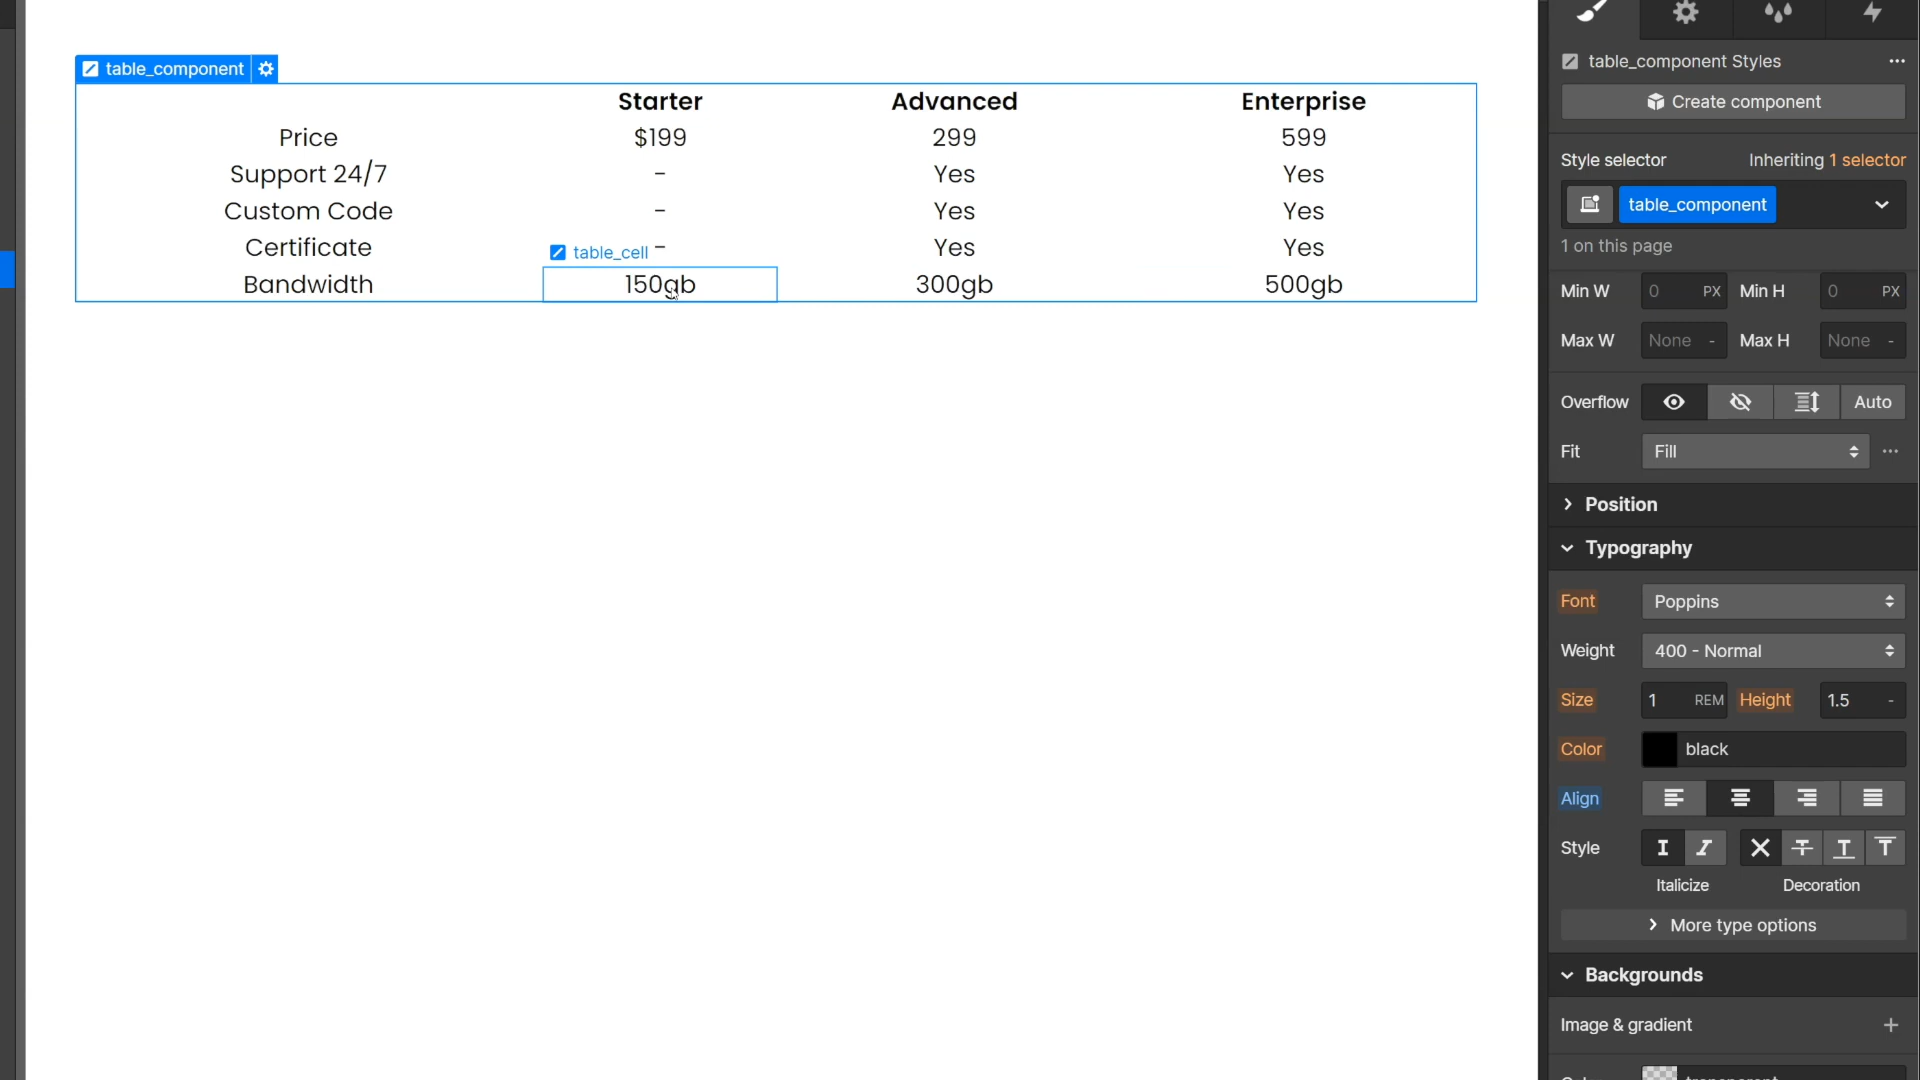 table_component
Starter Advanced Enterprise
Price $199 299 599
Support 24/7 - Yes Yes
Custom Code - Yes Yes
Certificate - Yes Yes
table_cell
Bandwidth 150gb 300gb 500gb
table_component Styles
Create component
Style selector Inheriting 1 selector
table_component
1 on this page
Min W 0 PX Min H 0 PX
Max W None - Max H None -
Overflow Auto
Fit Fill
Position
Typography
Font Poppins
Weight 400 - Normal
Size 1 REM Height 1.5 -
Color black
Align
Style
Italicize Decoration
More type options
Backgrounds
Image & gradient